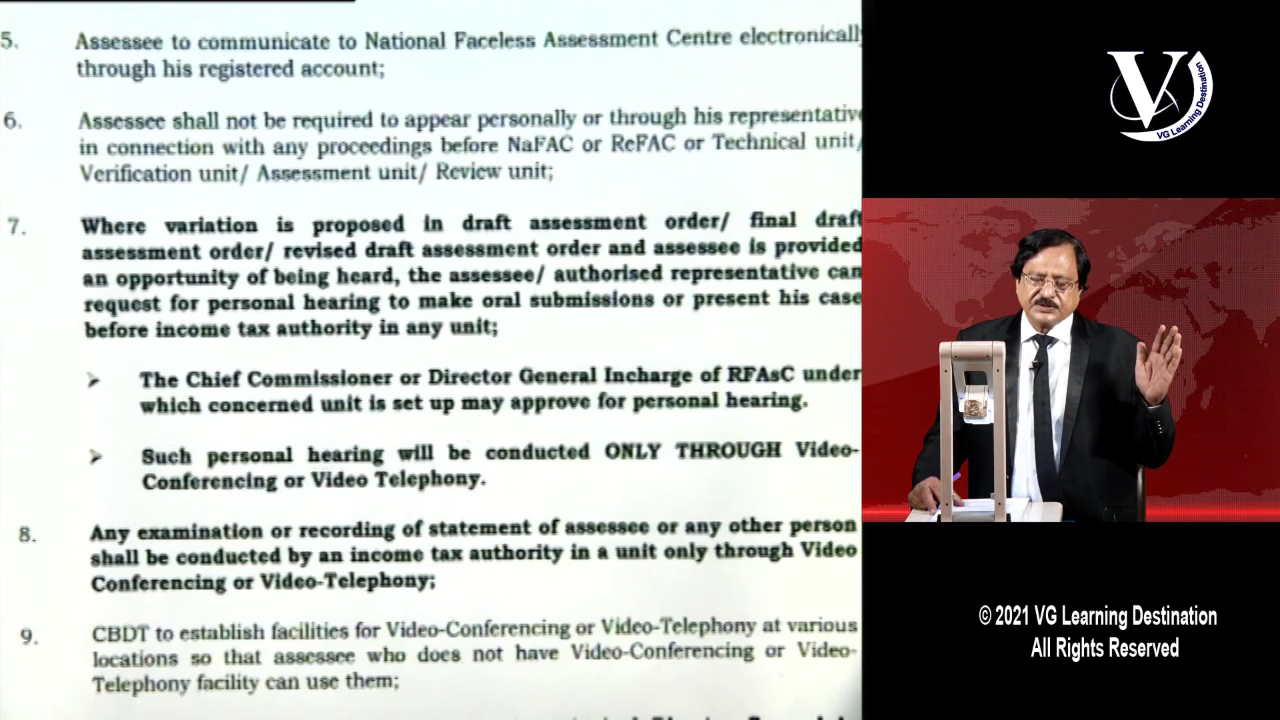 5. Assessee to communicate to National Faceless Assessment Centre electronically
through his registered account;
6. Assessee shall not be required to appear personally or through his representative
in connection with any proceedings before NaFAC or ReFAC or Technical unit/
Verification unit/ Assessment unit/ Review unit;
7. Where variation is proposed in draft assessment order/ final draft
assessment order/ revised draft assessment order and assessee is provided
an opportunity of being heard, the assessee/ authorised representative can
request for personal hearing to make oral submissions or present his case
before income tax authority in any unit;
➢ The Chief Commissioner or Director General Incharge of RFAsC under
which concerned unit is set up may approve for personal hearing.
➢ Such personal hearing will be conducted ONLY THROUGH Video-
Conferencing or Video Telephony.
8. Any examination or recording of statement of assessee or any other person
shall be conducted by an income tax authority in a unit only through Video
Conferencing or Video-Telephony;
9. CBDT to establish facilities for Video-Conferencing or Video-Telephony at various
locations so that assessee who does not have Video-Conferencing or Video-
Telephony facility can use them;
V
VG Learning Destination
© 2021 VG Learning Destination
All Rights Reserved